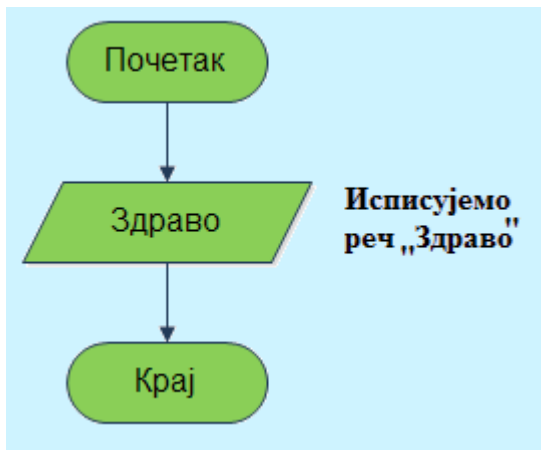 Почетак
Здраво
Исписујемо
реч „Здраво"
Крај